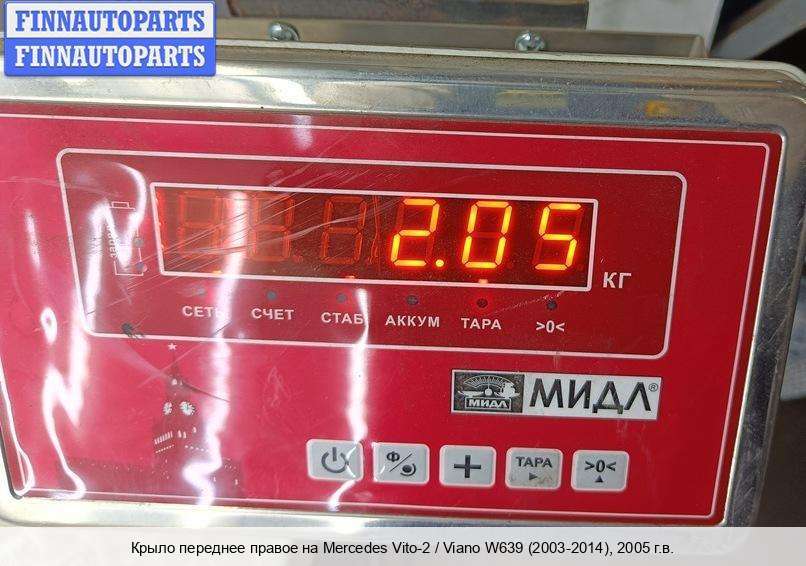 FINNAUTOPARTS
FINNAUTOPARTS
2.05
КГ
СЕТЬ СЧЕТ СТАБ АККУМ ТАРА >0<
МИДЛ МИДЛ®
Ф/ + ТАРА >0<
Крыло переднее правое на Mercedes Vito-2 / Viano W639 (2003-2014), 2005 г.в.